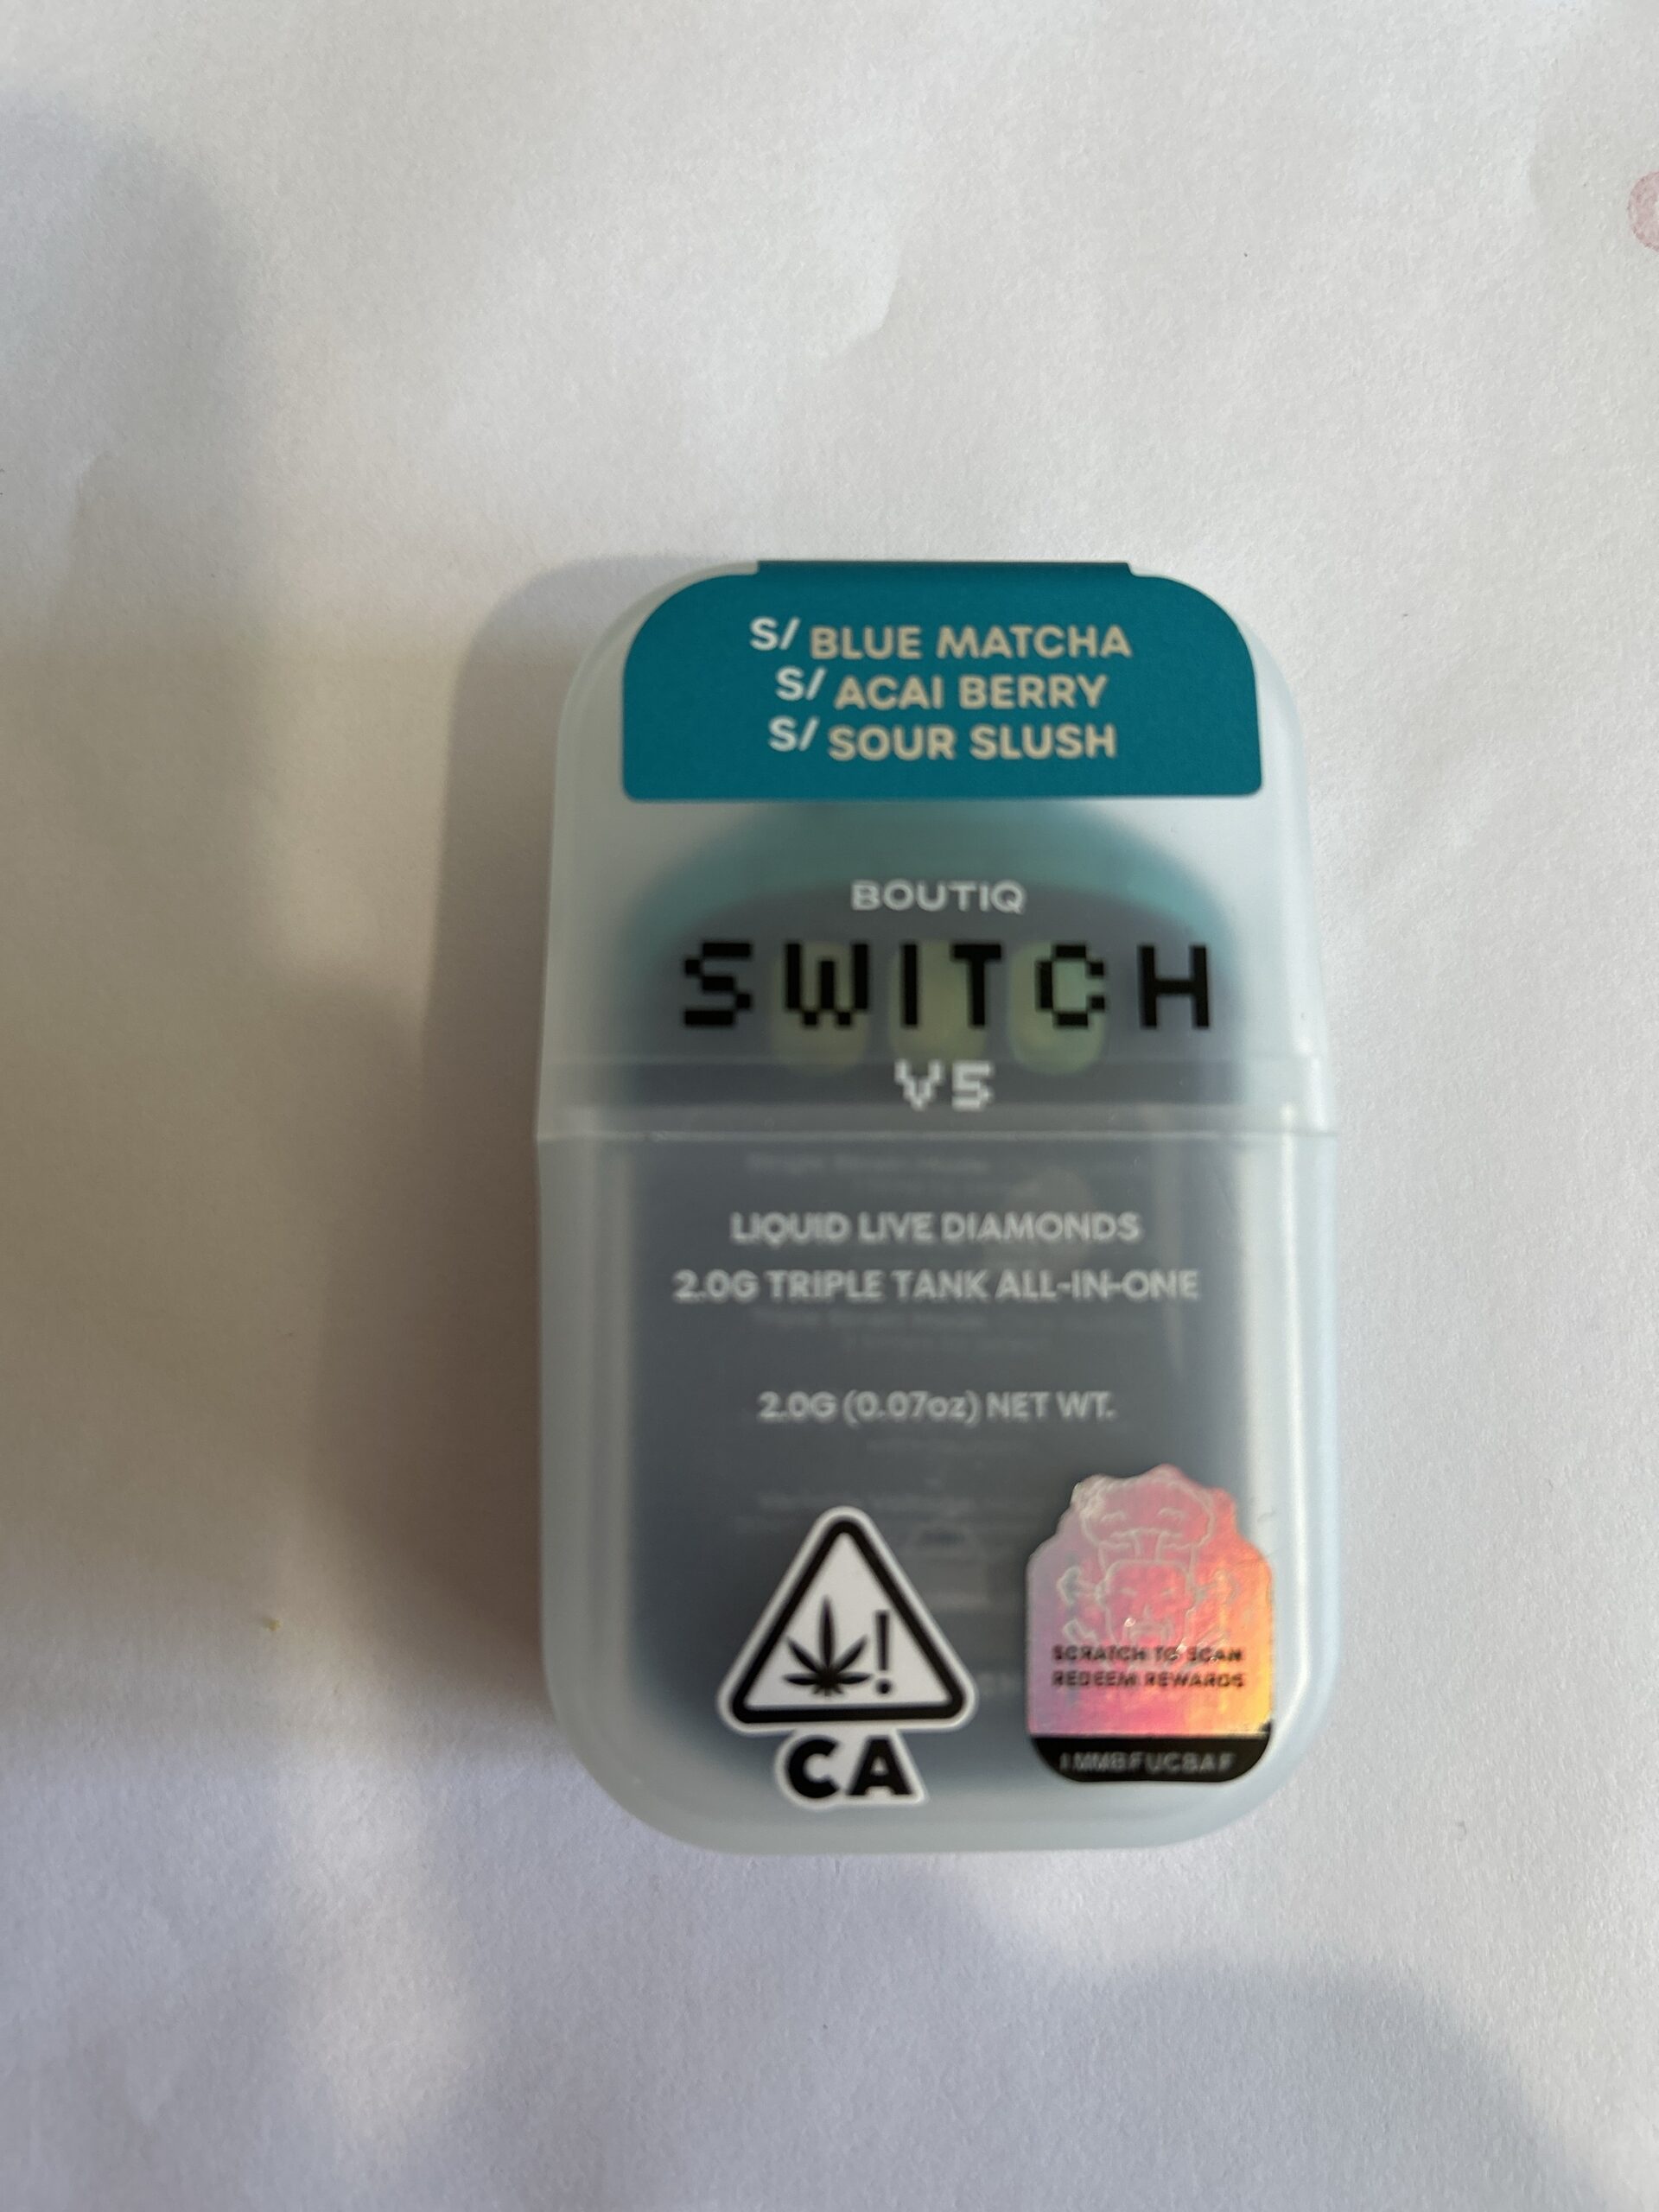 S/ BLUE MATCHA
S/ ACAI BERRY
S/ SOUR SLUSH
BOUTIQ
SWITCH
V5
LIQUID LIVE DIAMONDS
2.0G TRIPLE TANK ALL-IN-ONE
2.0G (0.07oz) NET WT.
!
CA
SCRATCH TO SCAN
REDEEM REWARDS